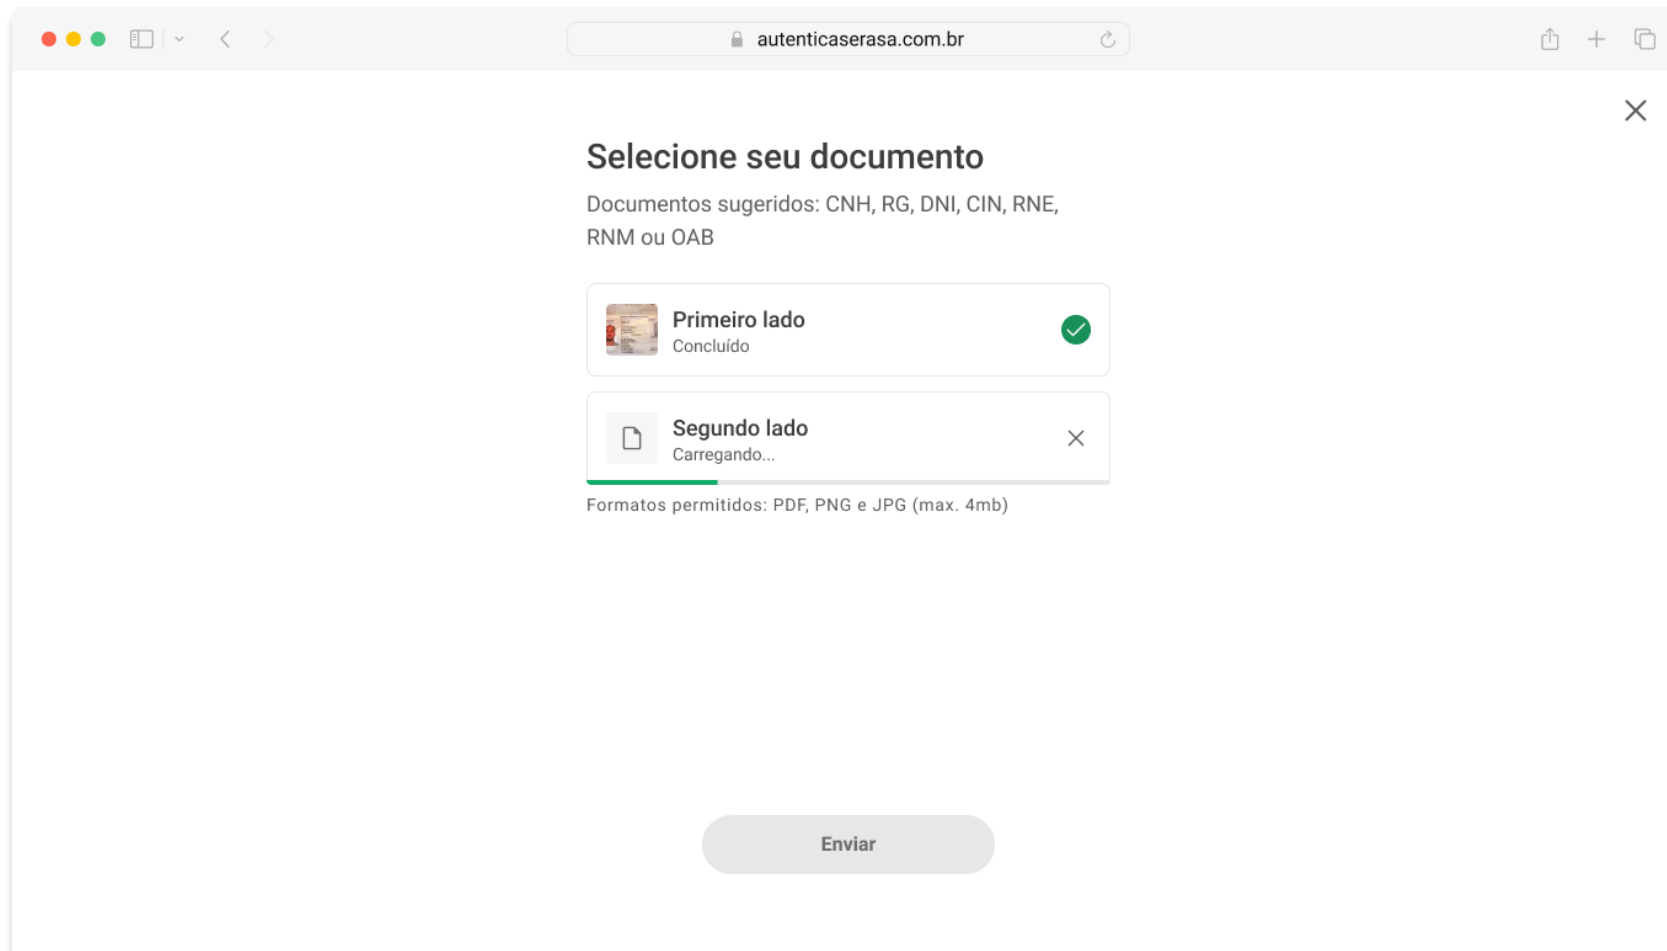 autenticaserasa.com.br
Selecione seu documento
Documentos sugeridos: CNH, RG, DNI, CIN, RNE,
RNM ou OAB
Primeiro lado
Concluído
Segundo lado
Carregando...
Formatos permitidos: PDF, PNG e JPG (max. 4mb)
Enviar